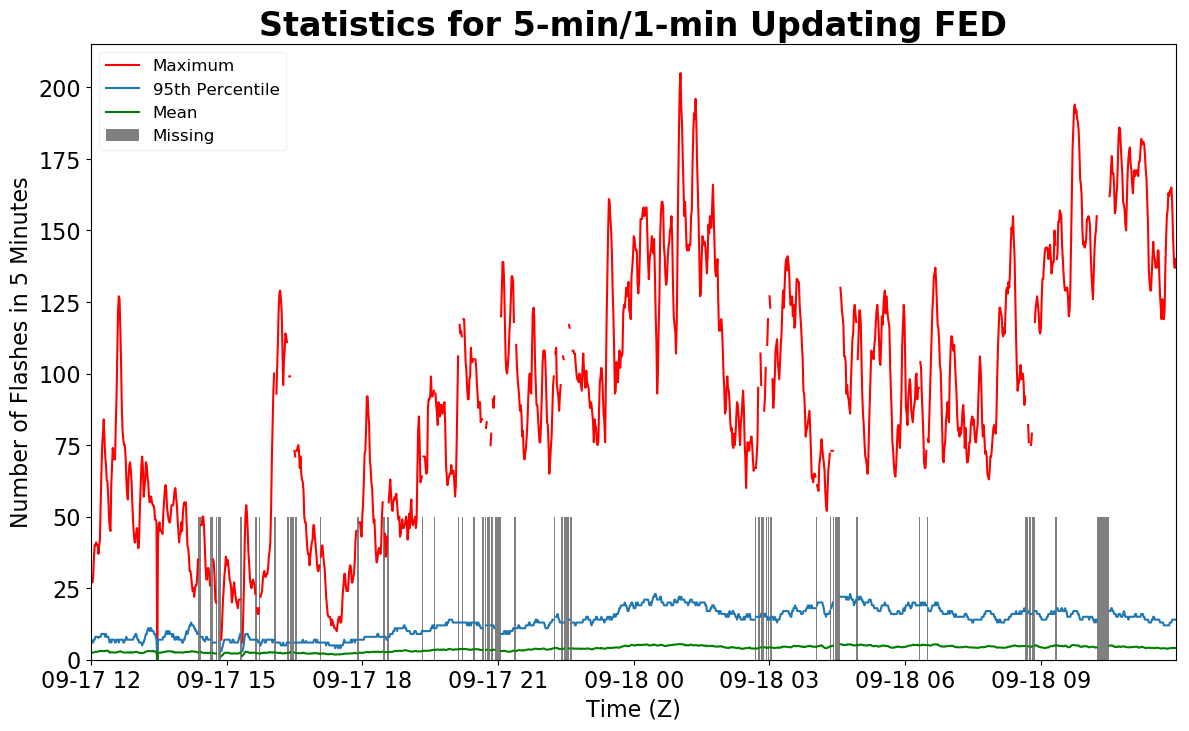 Statistics for 5-min/1-min Updating FED
Number of Flashes in 5 Minutes
200
175
150
125
100
75
50
25
0
Maximum
95th Percentile
Mean
Missing
09-17 12 09-17 15 09-17 18 09-17 21 09-18 00 09-18 03 09-18 06 09-18 09
Time (Z)